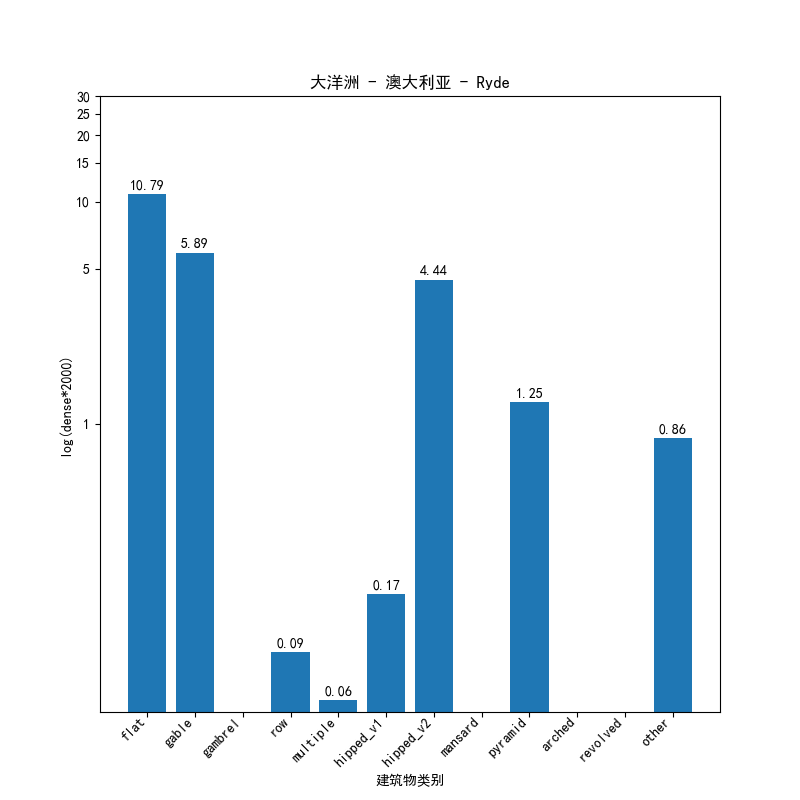 大洋洲 - 澳大利亚 - Ryde
30
25
20
15
10
5
1
log(dense*2000)
10.79
5.89
0.09
0.06
0.17
4.44
1.25
0.86
flat
gable
gambrel
row
multiple
hipped_v1
hipped_v2
mansard
pyramid
arched
revolved
other
建筑物类别